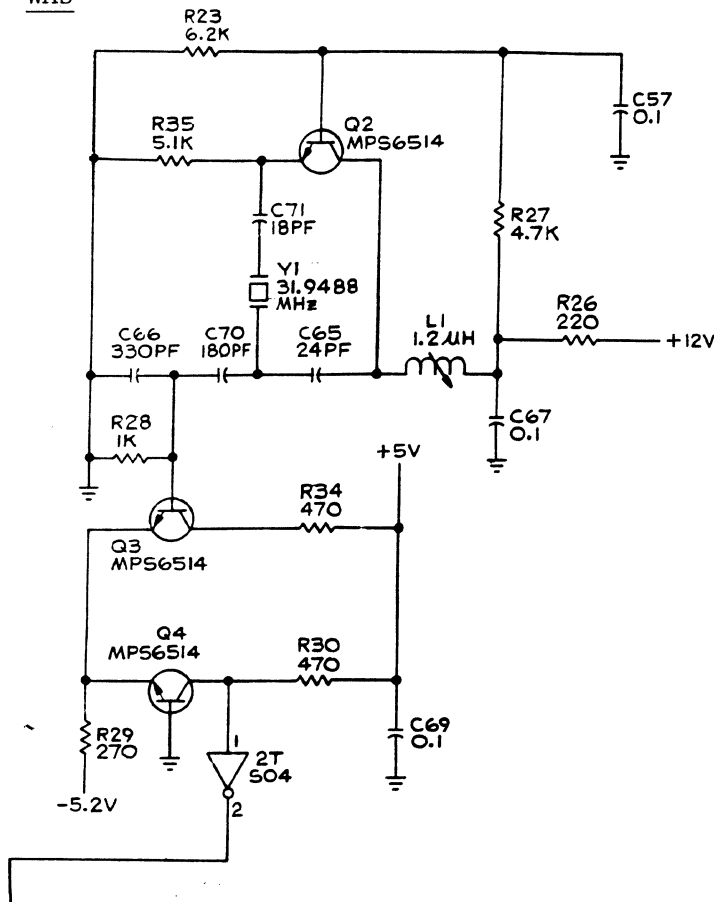 R23
6.2K
C57
0.1
R35
5.1K
Q2
MPS6514
C71
18PF
R27
4.7K
Y1
31.9488
MHz
R26
220
+12V
L1
1.2 µH
C66
330PF
C70
180PF
C65
24PF
C67
0.1
R28
1K
+5V
R34
470
Q3
MPS6514
Q4
MPS6514
R30
470
C69
0.1
R29
270
1
2T
S04
-5.2V
2